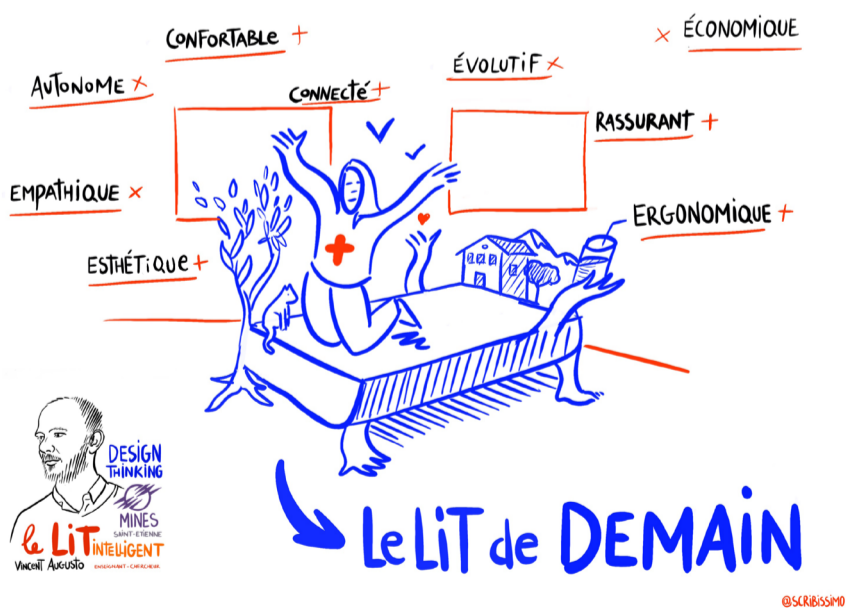 CONFORTABLE +
× ÉCONOMIQUE
AUTONOME ×
ÉVOLUTIF ×
CONNECTÉ +
RASSURANT +
EMPATHIQUE ×
ERGONOMIQUE +
ESTHÉTIQUE +
DESIGN
THINKING
MINES
SAINT-ETIENNE
le LiT iNTELLIGENT
VINCENT AUGUSTO
ENSEIGNANT-CHERCHEUR
Le LiT de DEMAIN
@SCRIBISSIMO